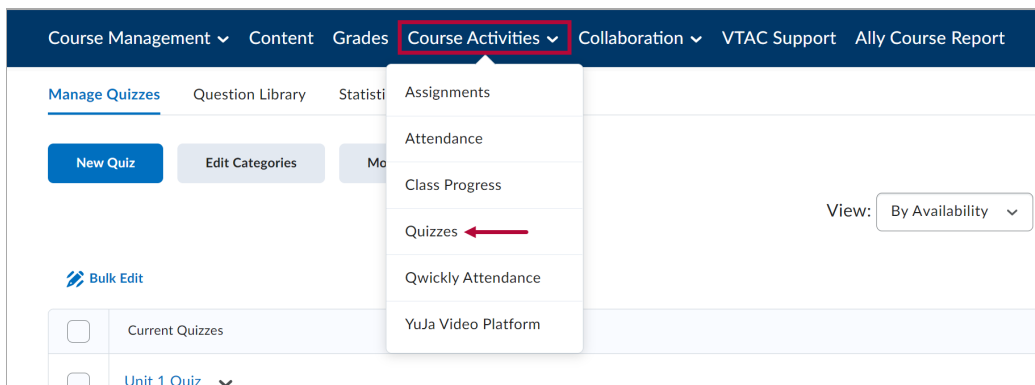 Course Management Content Grades Course Activities Collaboration VTAC Support Ally Course Report
Manage Quizzes Question Library Statisti
New Quiz Edit Categories Mo
Assignments
Attendance
Class Progress
Quizzes
Qwickly Attendance
YuJa Video Platform
View: By Availability
Bulk Edit
Current Quizzes
Unit 1 Quiz